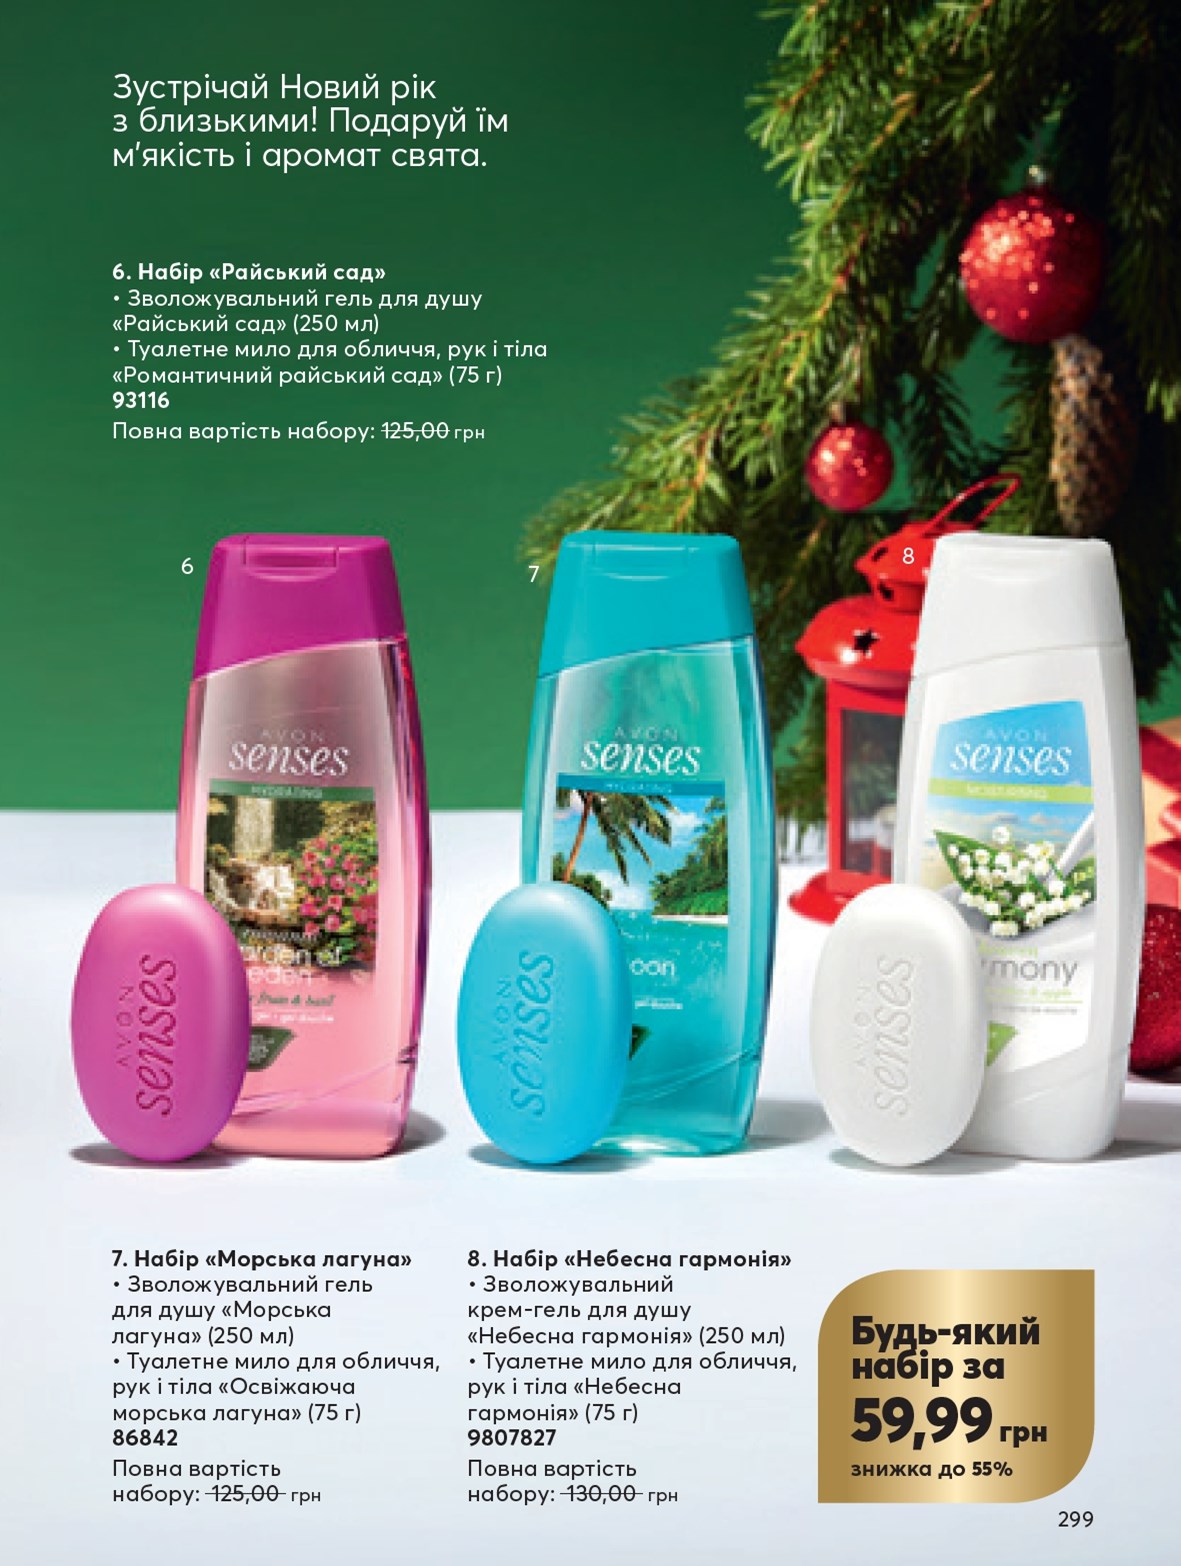 Зустрічай Новий рік
з близькими! Подаруй їм
м'якість і аромат свята.
6. Набір «Райський сад»
• Зволожувальний гель для душу
«Райський сад» (250 мл)
• Туалетне мило для обличчя, рук і тіла
«Романтичний райський сад» (75 г)
93116
Повна вартість набору: 125,00 грн
6
7
8
AVON
senses
HYDRATING
eden
AVON
senses
AVON
senses
HYDRATING
AVON
senses
AVON
senses
MOISTURISING
AVON
senses
7. Набір «Морська лагуна»
• Зволожувальний гель
для душу «Морська
лагуна» (250 мл)
• Туалетне мило для обличчя,
рук і тіла «Освіжаюча
морська лагуна» (75 г)
86842
Повна вартість
набору: 125,00 грн
8. Набір «Небесна гармонія»
• Зволожувальний
крем-гель для душу
«Небесна гармонія» (250 мл)
• Туалетне мило для обличчя,
рук і тіла «Небесна
гармонія» (75 г)
9807827
Повна вартість
набору: 130,00 грн
Будь-який
набір за
59,99 грн
знижка до 55%
299